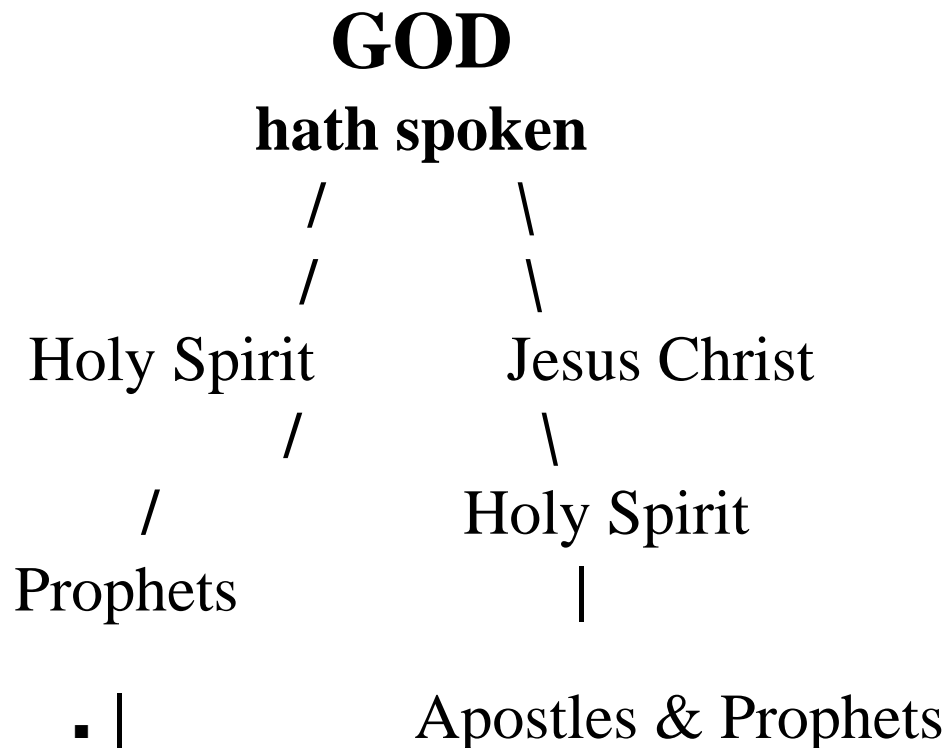 GOD
hath spoken
/ \
/ \
Holy Spirit Jesus Christ
/ \
/ Holy Spirit
Prophets |
▪ | Apostles & Prophets